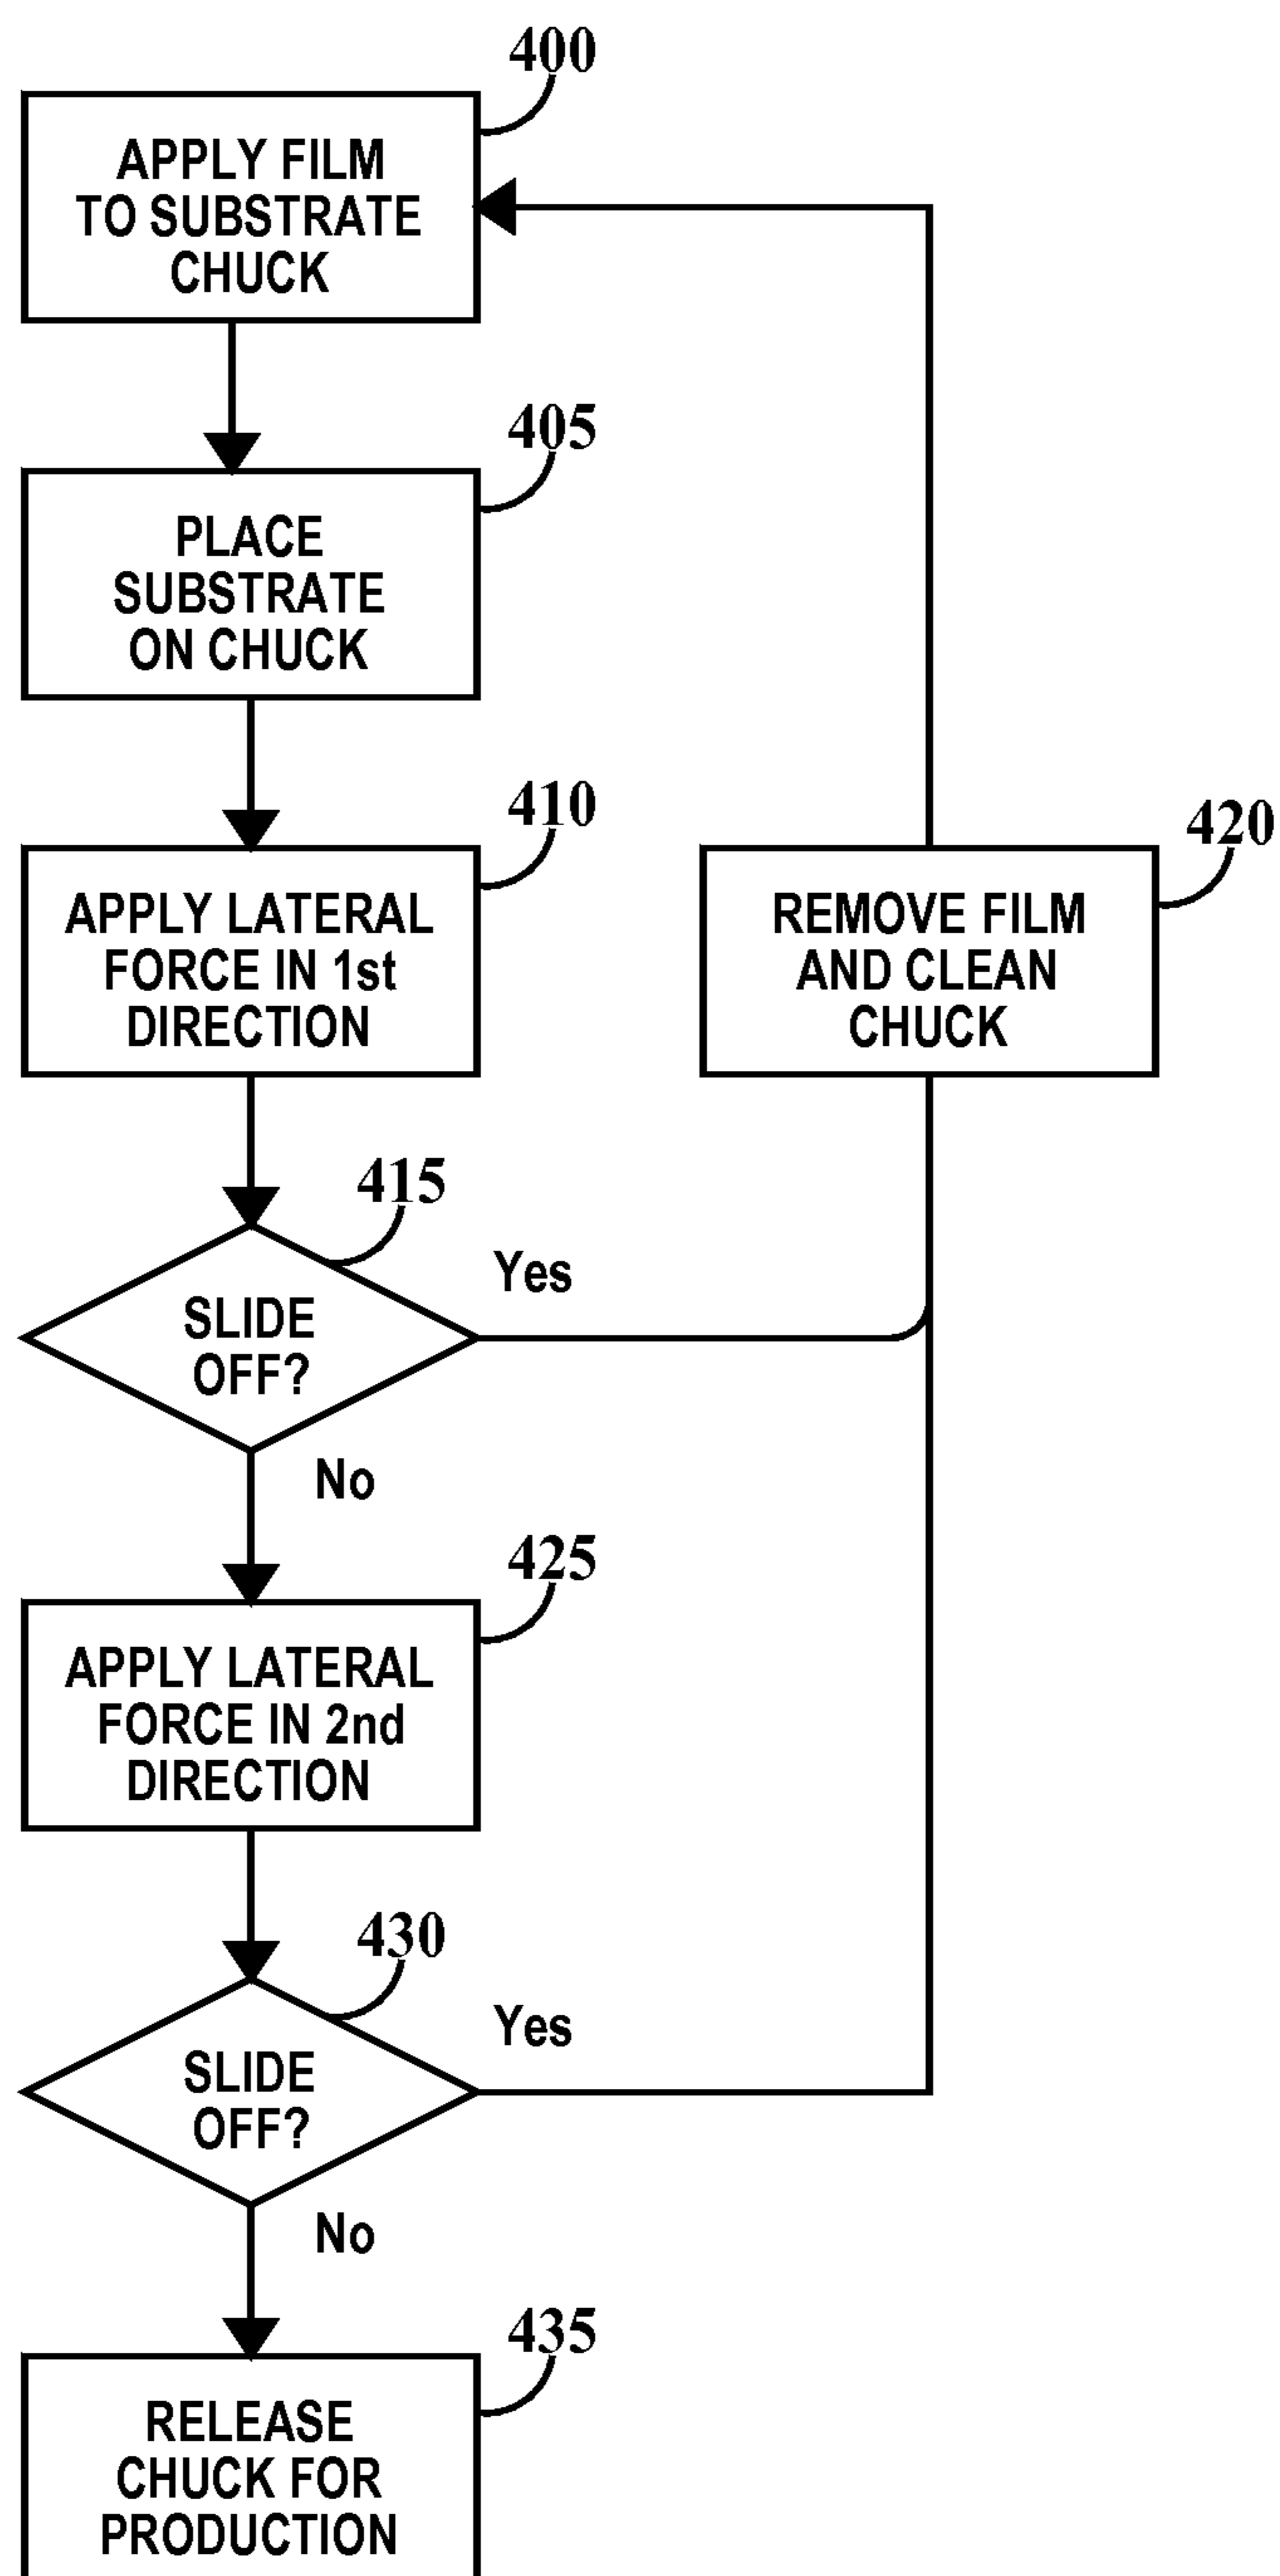 400
APPLY FILM
TO SUBSTRATE
CHUCK
405
PLACE
SUBSTRATE
ON CHUCK
410
APPLY LATERAL
FORCE IN 1st
DIRECTION
420
REMOVE FILM
AND CLEAN
CHUCK
415
SLIDE
OFF?
Yes
No
425
APPLY LATERAL
FORCE IN 2nd
DIRECTION
430
SLIDE
OFF?
Yes
No
435
RELEASE
CHUCK FOR
PRODUCTION